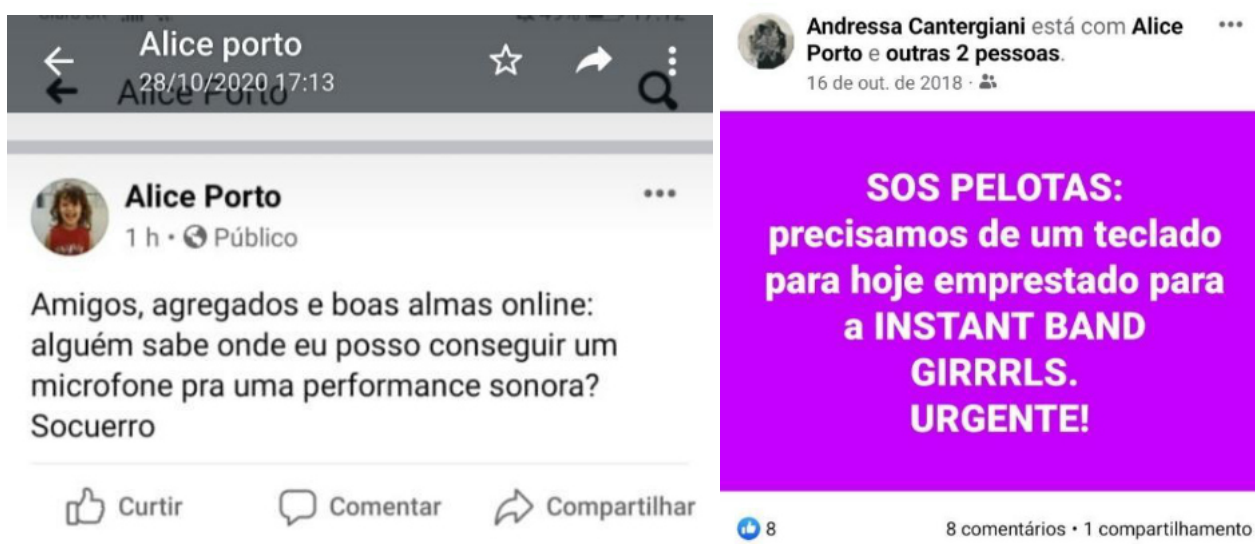 Alice porto
28/10/2020 17:13
Alice Porto
Alice Porto
1 h · Público
Amigos, agregados e boas almas online:
alguém sabe onde eu posso conseguir um
microfone pra uma performance sonora?
Socuerro
Curtir
Comentar
Compartilhar
Andressa Cantergiani está com Alice
Porto e outras 2 pessoas.
16 de out. de 2018 ·
SOS PELOTAS:
precisamos de um teclado
para hoje emprestado para
a INSTANT BAND
GIRRRLS.
URGENTE!
8
8 comentários • 1 compartilhamento